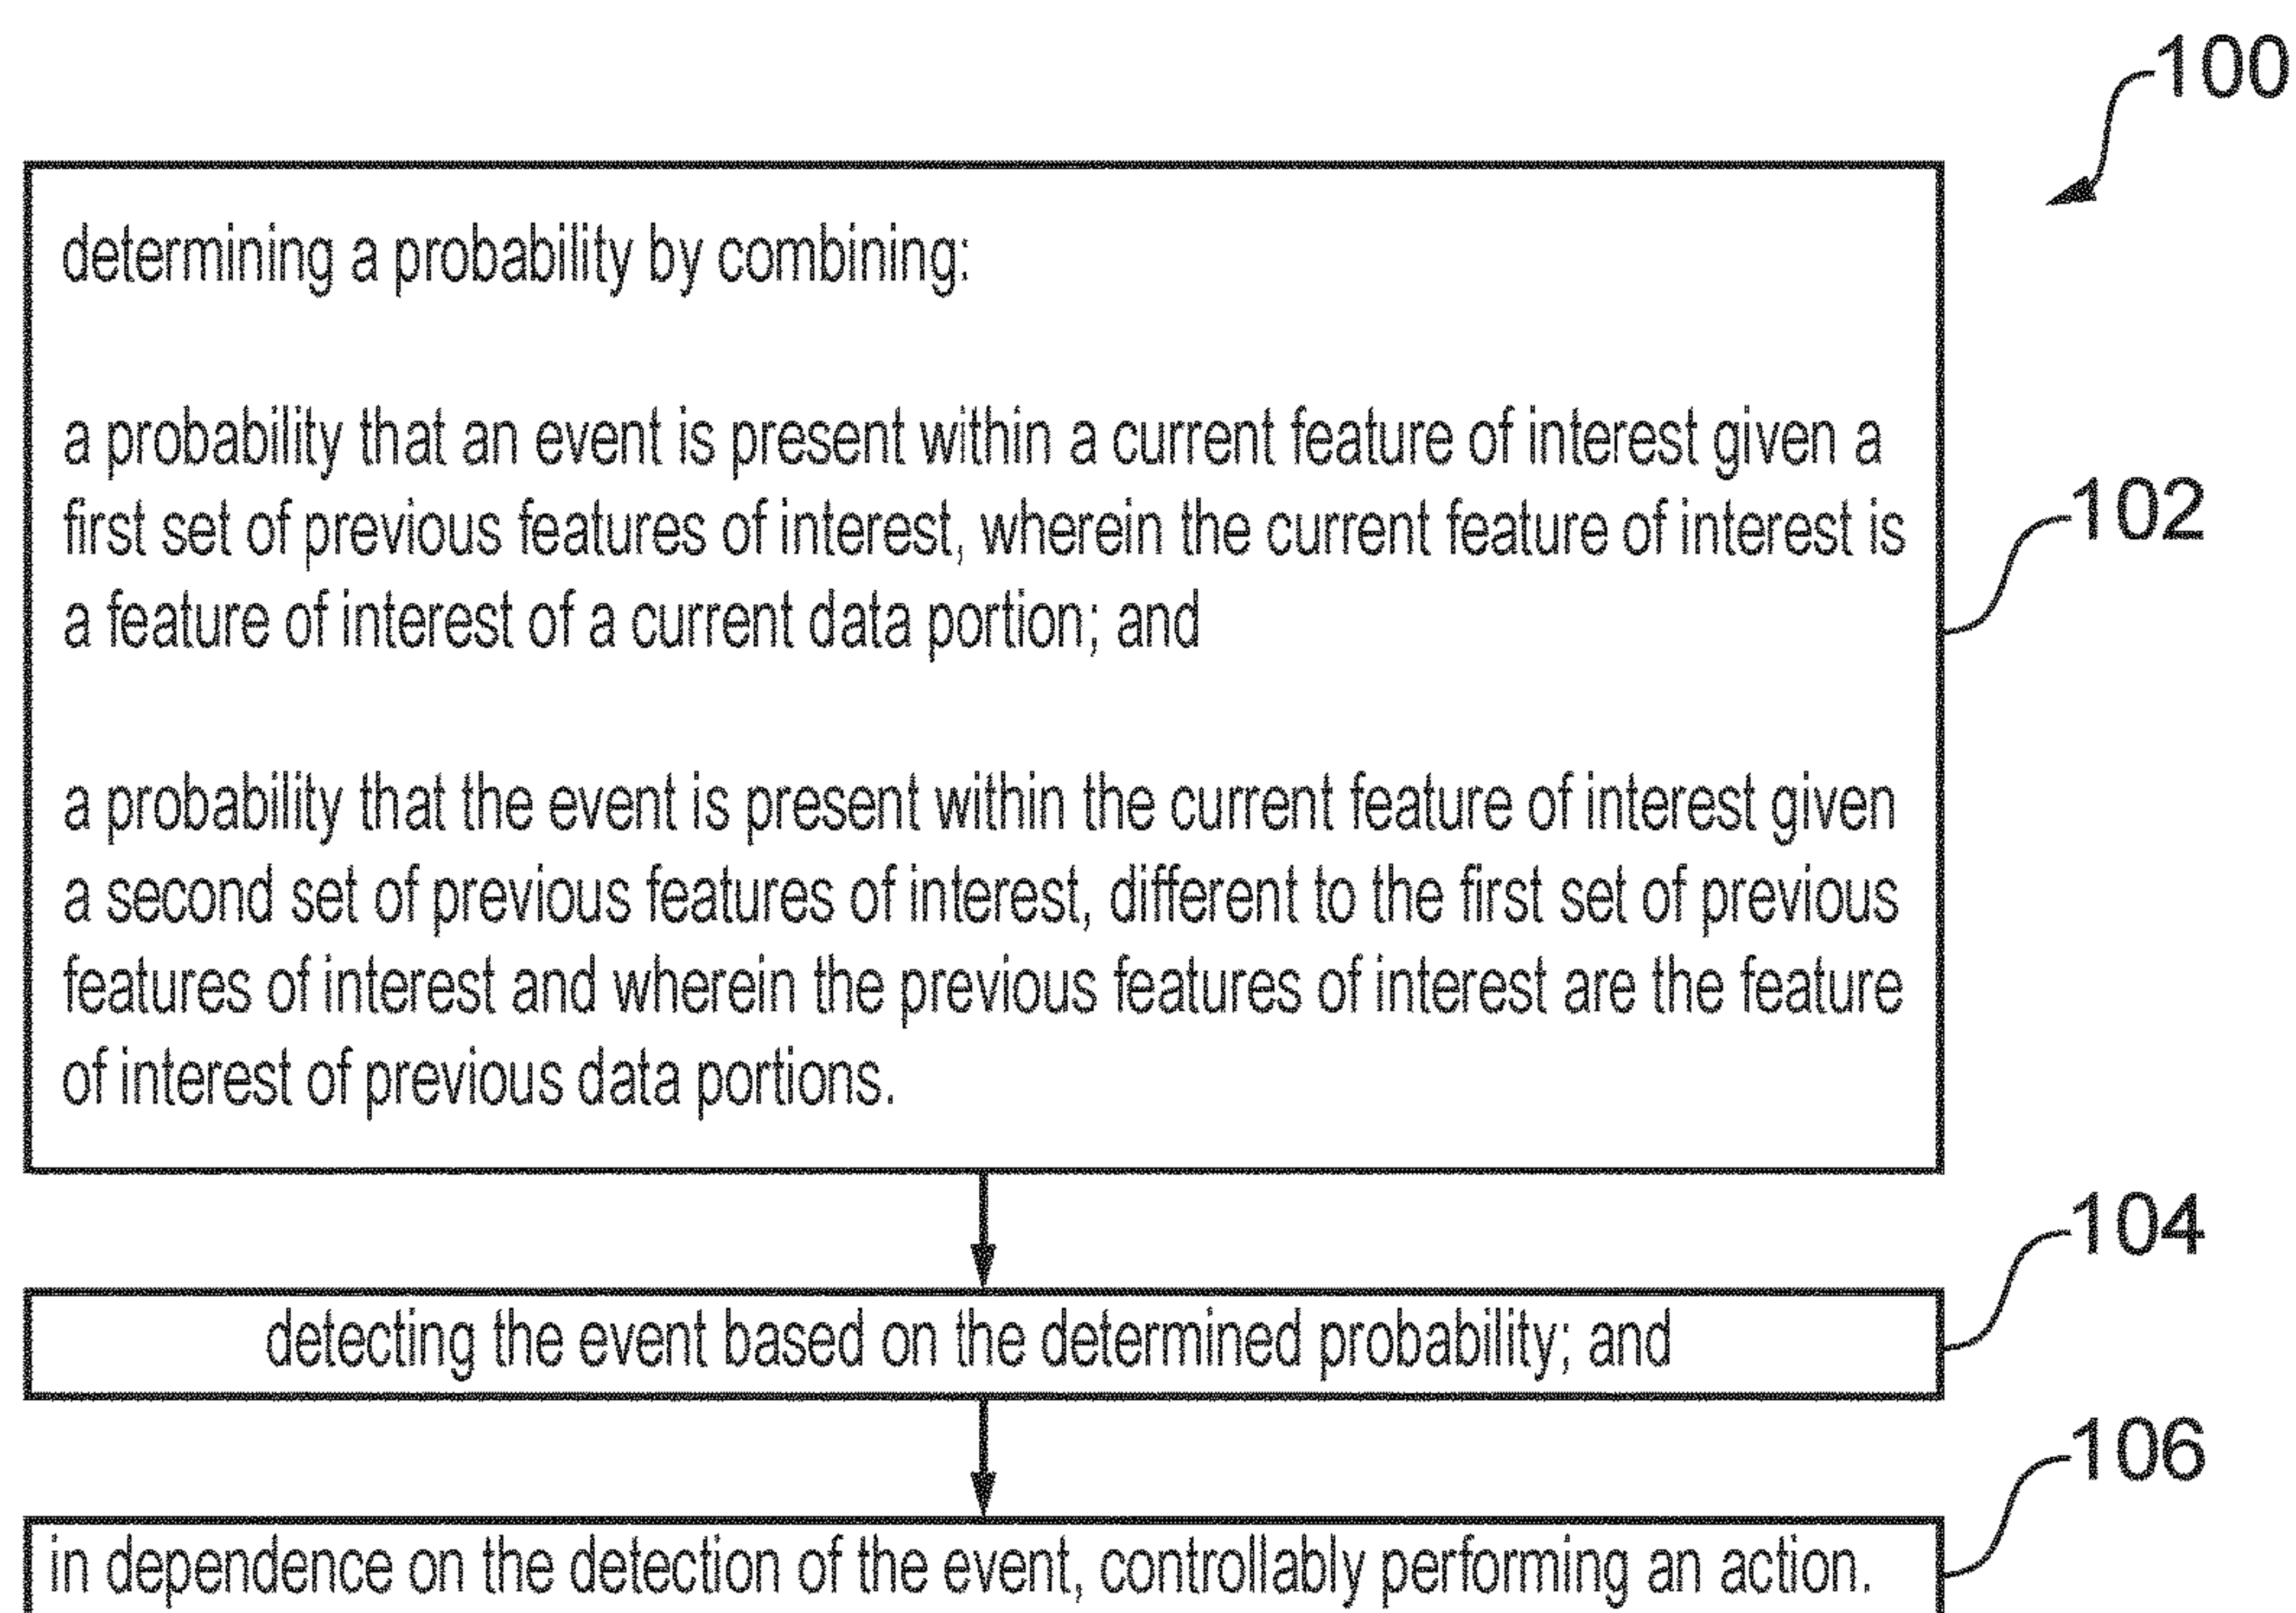 100
determining a probability by combining:
a probability that an event is present within a current feature of interest given a
first set of previous features of interest, wherein the current feature of interest is
a feature of interest of a current data portion; and
102
a probability that the event is present within the current feature of interest given
a second set of previous features of interest, different to the first set of previous
features of interest and wherein the previous features of interest are the feature
of interest of previous data portions.
104
detecting the event based on the determined probability; and
106
in dependence on the detection of the event, controllably performing an action.